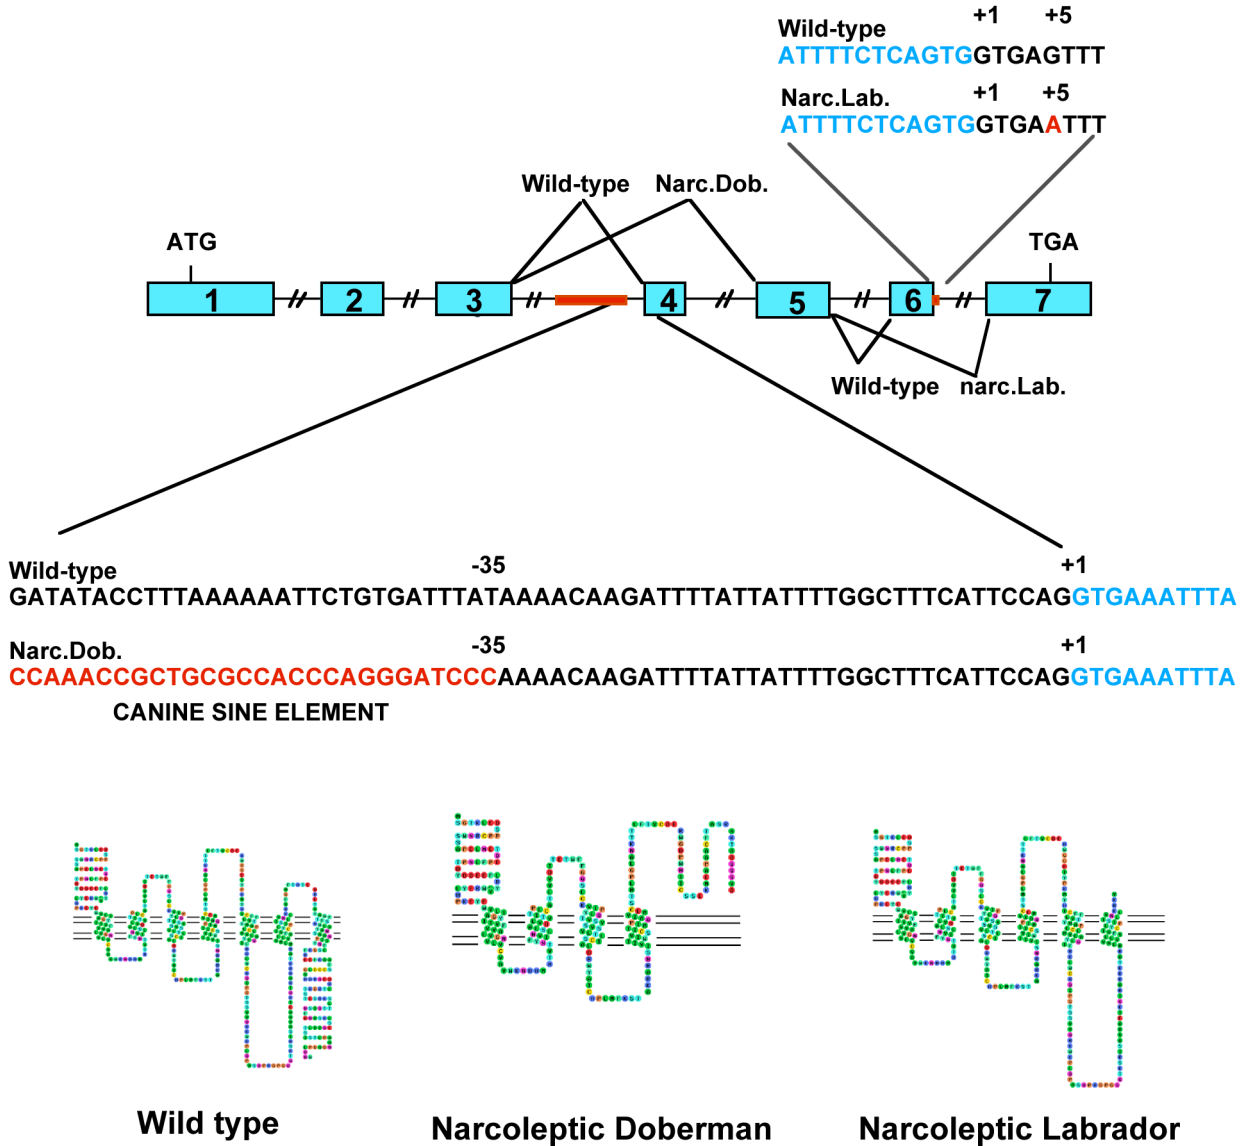 +1 +5
Wild-type
ATTTTCTCAGTGGTGAGTTT
+1 +5
Narc.Lab.
ATTTTCTCAGTGGTGAATTT
Wild-type Narc.Dob.
ATG TGA
1 2 3 4 5 6 7
Wild-type narc.Lab.
-35 +1
Wild-type
GATATACCTTTAAAAAATTCTGTGATTTATAAAACAAGATTTTATTATTTTGGCTTTCATTCCAGGTGAAATTTA
-35 +1
Narc.Dob.
CCAAACCGCTGCGCCACCCAGGGATCCCAAAACAAGATTTTATTATTTTGGCTTTCATTCCAGGTGAAATTTA
CANINE SINE ELEMENT
Wild type Narcoleptic Doberman Narcoleptic Labrador